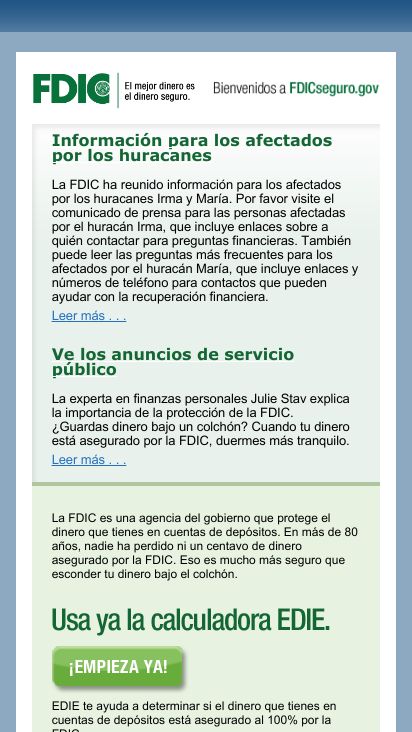 FDIC
El mejor dinero es
el dinero seguro.
Bienvenidos a FDICseguro.gov
Información para los afectados
por los huracanes
La FDIC ha reunido información para los afectados
por los huracanes Irma y María. Por favor visite el
comunicado de prensa para las personas afectadas
por el huracán Irma, que incluye enlaces sobre a
quién contactar para preguntas financieras. También
puede leer las preguntas más frecuentes para los
afectados por el huracán María, que incluye enlaces y
números de teléfono para contactos que pueden
ayudar con la recuperación financiera.
Leer más . . .
Ve los anuncios de servicio
público
La experta en finanzas personales Julie Stav explica
la importancia de la protección de la FDIC.
¿Guardas dinero bajo un colchón? Cuando tu dinero
está asegurado por la FDIC, duermes más tranquilo.
Leer más . . .
La FDIC es una agencia del gobierno que protege el
dinero que tienes en cuentas de depósitos. En más de 80
años, nadie ha perdido ni un centavo de dinero
asegurado por la FDIC. Eso es mucho más seguro que
esconder tu dinero bajo el colchón.
Usa ya la calculadora EDIE.
¡EMPIEZA YA!
EDIE te ayuda a determinar si el dinero que tienes en
cuentas de depósitos está asegurado al 100% por la
FDIC.